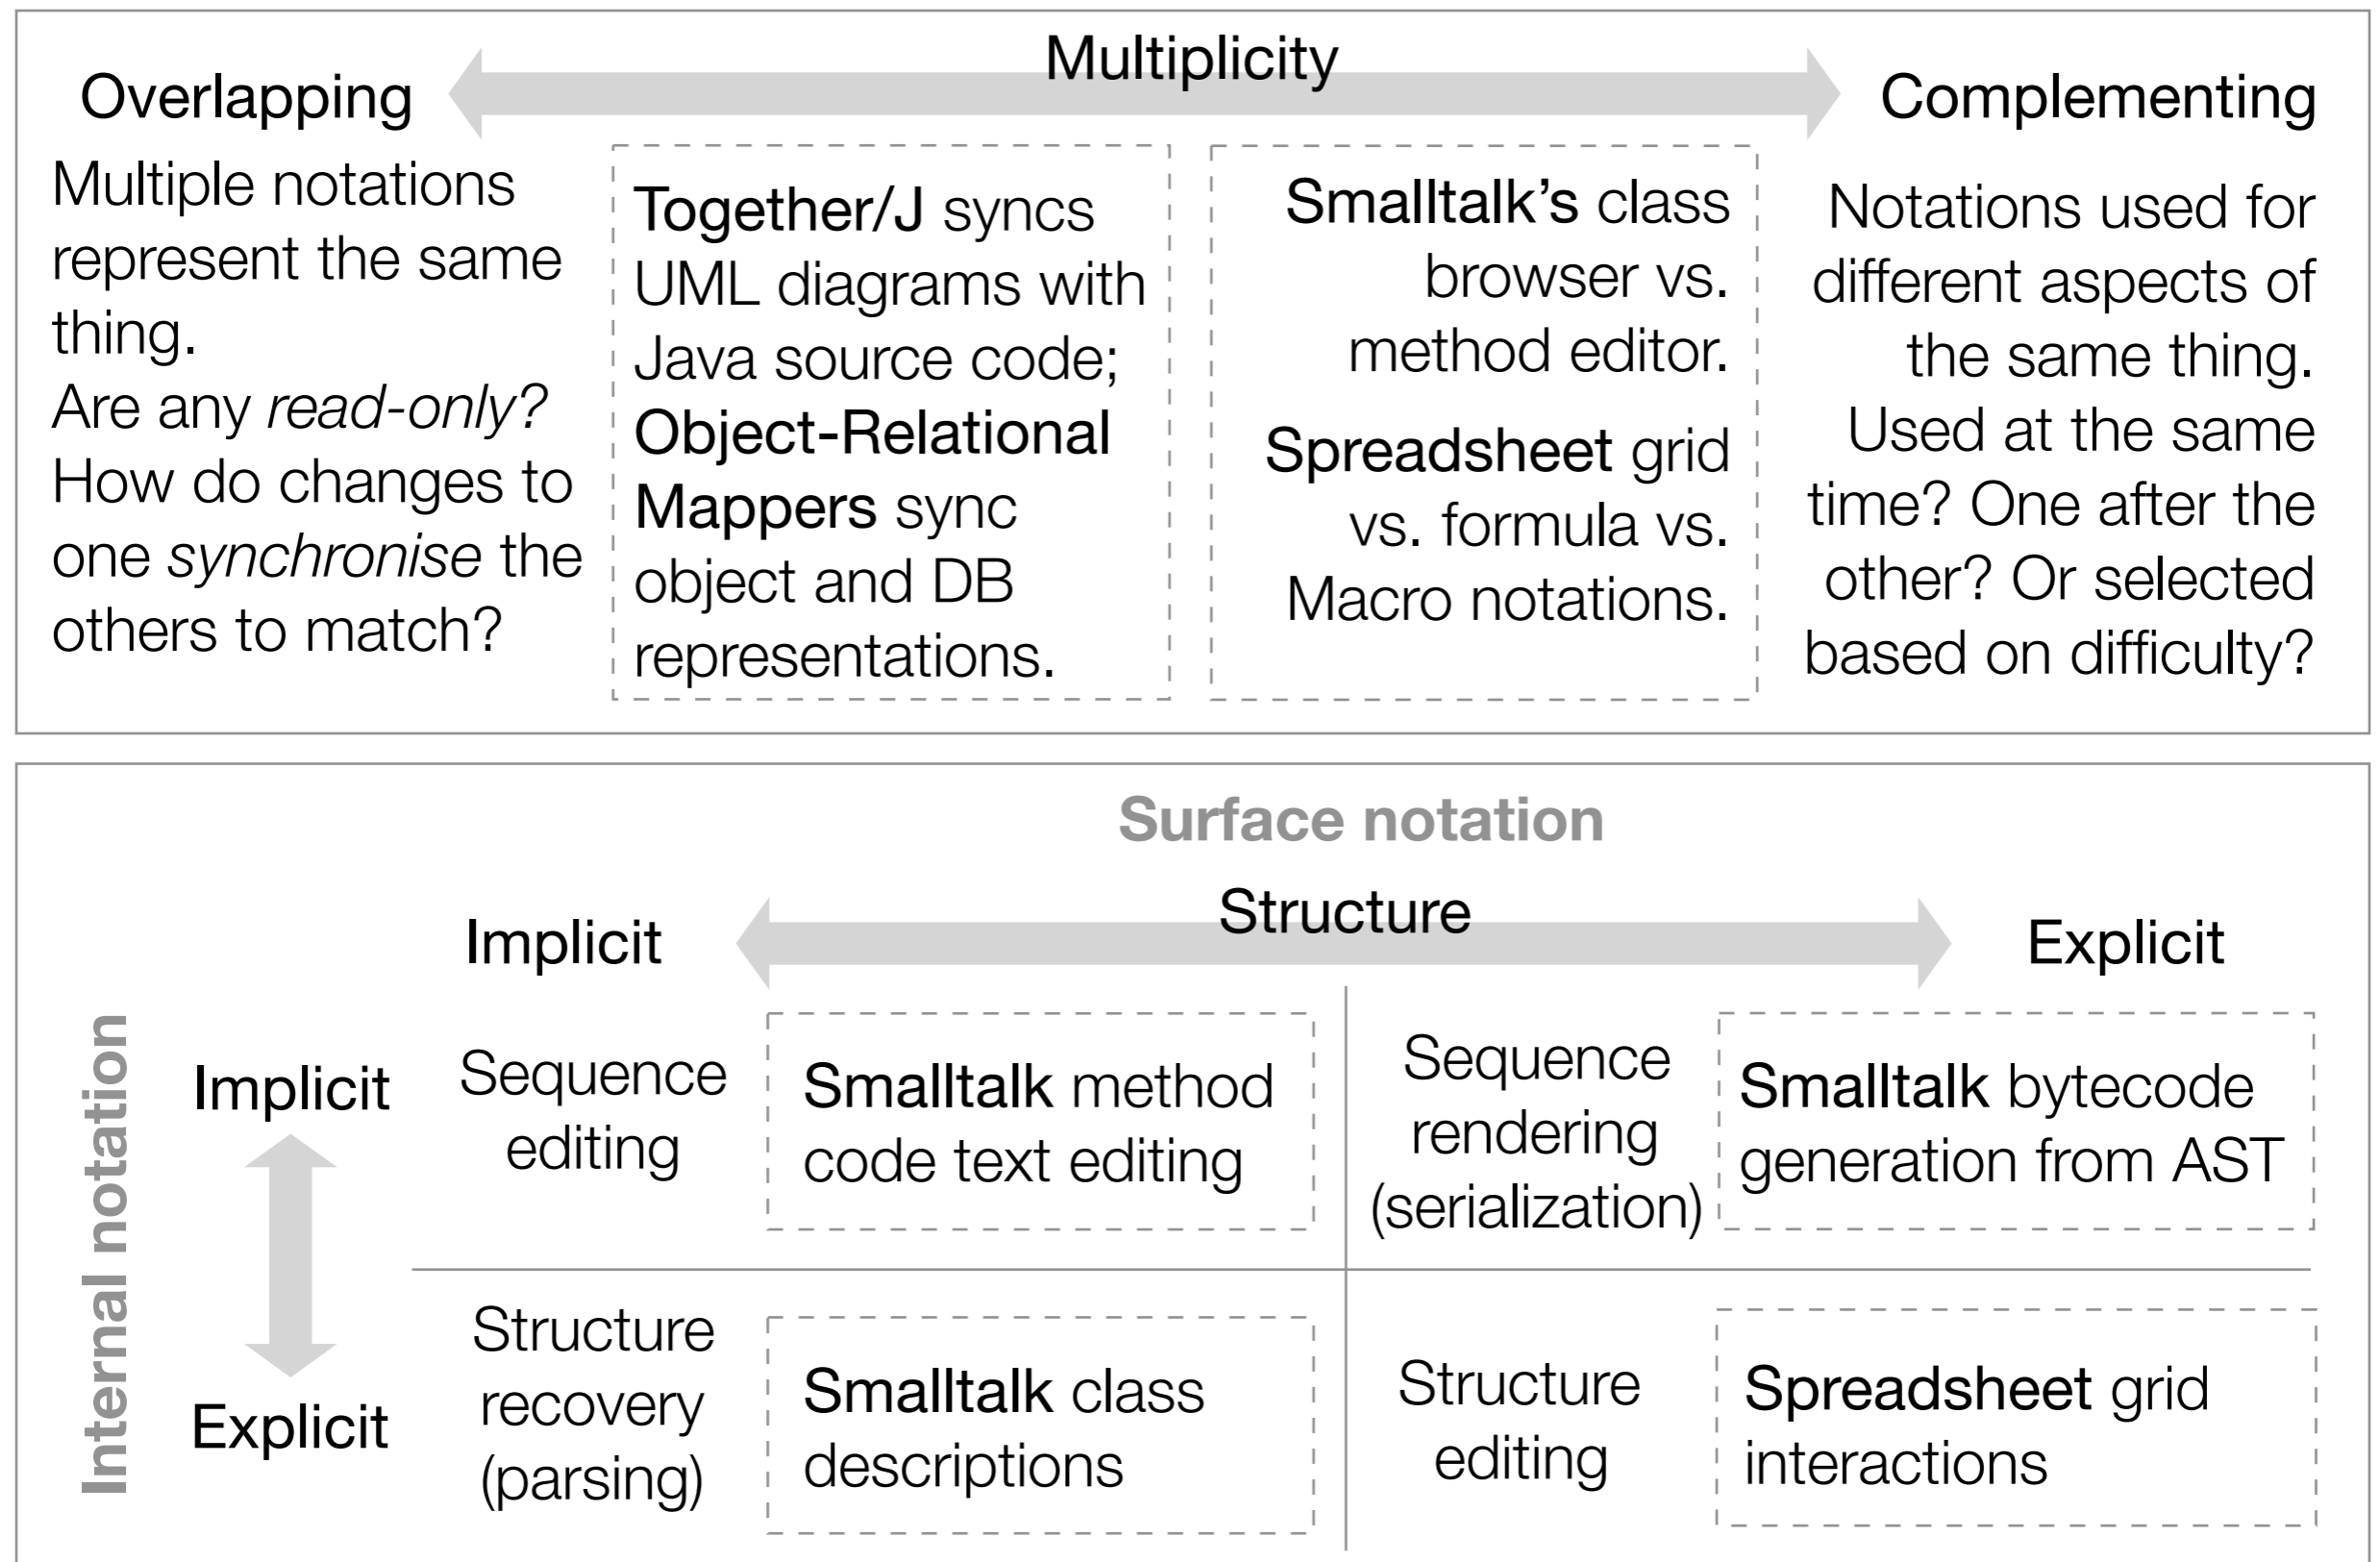 Multiplicity
Overlapping
Complementing
Multiple notations
represent the same
thing.
Are any read-only?
How do changes to
one synchronise the
others to match?
Together/J syncs
UML diagrams with
Java source code;
Object-Relational
Mappers sync
object and DB
representations.
Smalltalk’s class
browser vs.
method editor.
Spreadsheet grid
vs. formula vs.
Macro notations.
Notations used for
different aspects of
the same thing.
Used at the same
time? One after the
other? Or selected
based on difficulty?
Surface notation
Structure
Implicit
Explicit
Internal notation
Implicit
Explicit
Sequence
editing
Smalltalk method
code text editing
Sequence
rendering
(serialization)
Smalltalk bytecode
generation from AST
Structure
recovery
(parsing)
Smalltalk class
descriptions
Structure
editing
Spreadsheet grid
interactions